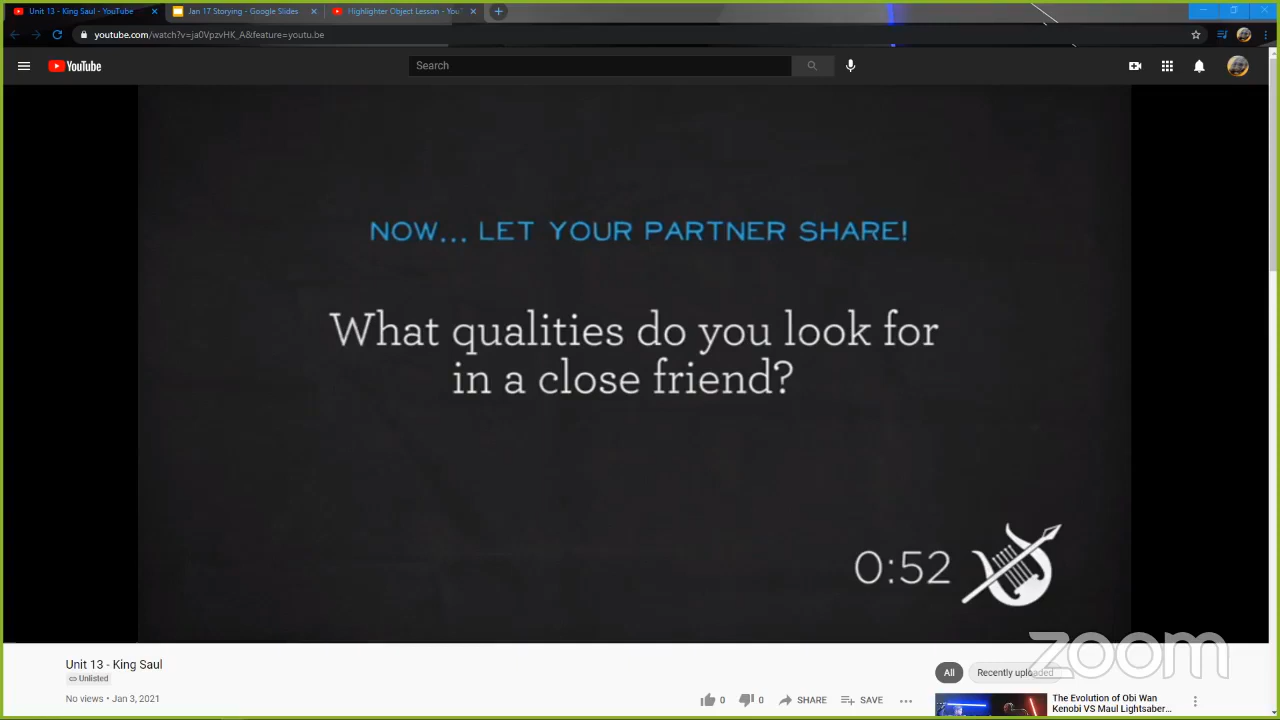 Unit 13 - King Saul - YouTube
Jan 17 Storying - Google Slides
Highlighter Object Lesson - YouT
youtube.com/watch?v=ja0VpzvHK_A&feature=youtu.be
YouTube
Search
NOW... LET YOUR PARTNER SHARE!
What qualities do you look for
in a close friend?
0:52
Unit 13 - King Saul
Unlisted
No views • Jan 3, 2021
0
0
SHARE
SAVE
All
Recently uploaded
zoom
The Evolution of Obi Wan
Kenobi VS Maul Lightsaber...